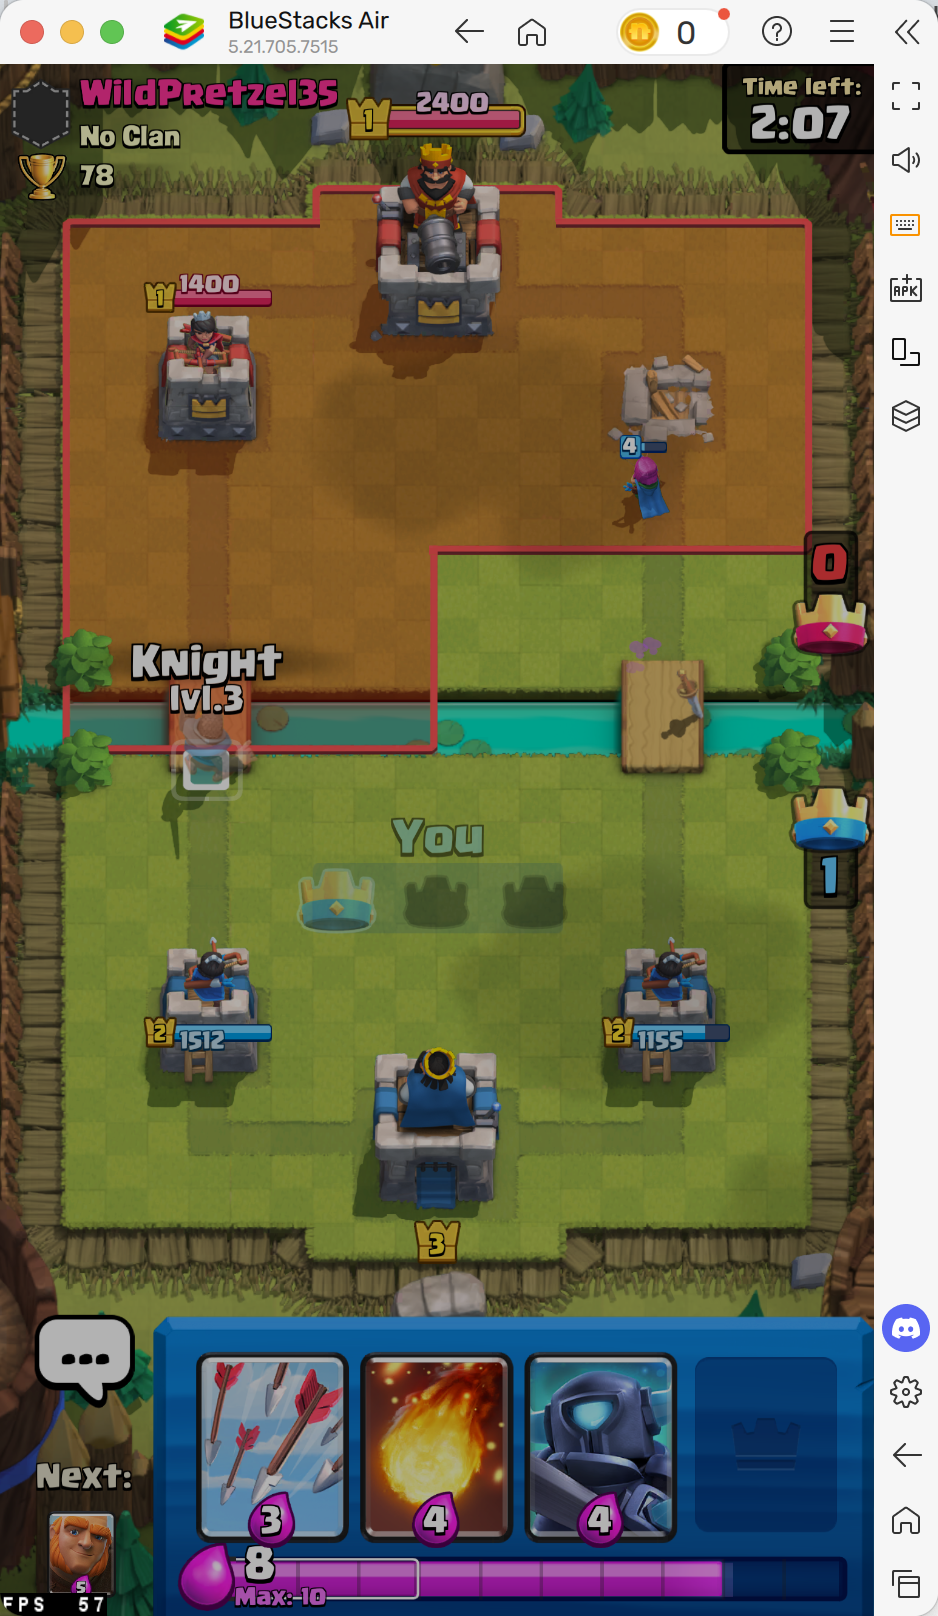 BlueStacks Air
5.21.705.7515
0
WildPretzel35
No Clan
78
1
2400
Time left:
2:07
1
1400
4
0
Knight
lvl.3
You
1
2
1512
2
1155
3
3
4
4
Next:
5
8
Max: 10
FPS 57
APK